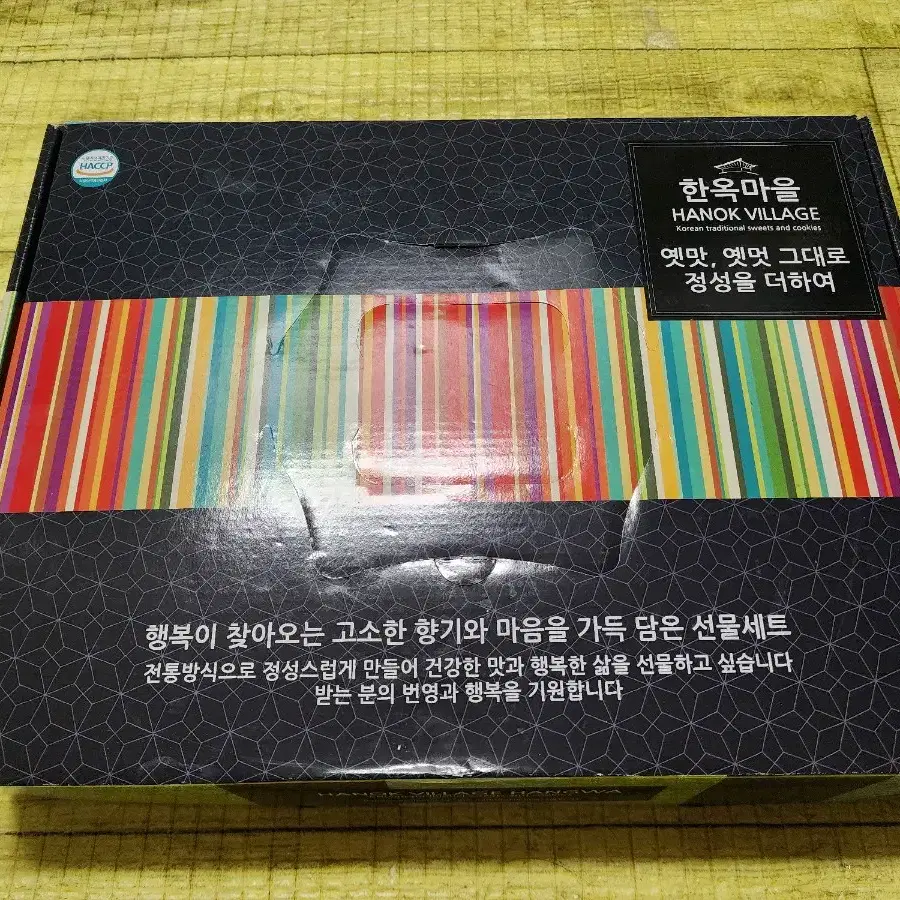 HACCP
한옥마을
HANOK VILLAGE
Korean traditional sweets and cookies
옛맛, 옛멋 그대로
정성을 더하여
행복이 찾아오는 고소한 향기와 마음을 가득 담은 선물세트
전통방식으로 정성스럽게 만들어 건강한 맛과 행복한 삶을 선물하고 싶습니다
받는 분의 번영과 행복을 기원합니다
HANOK VILLAGE HANGWA